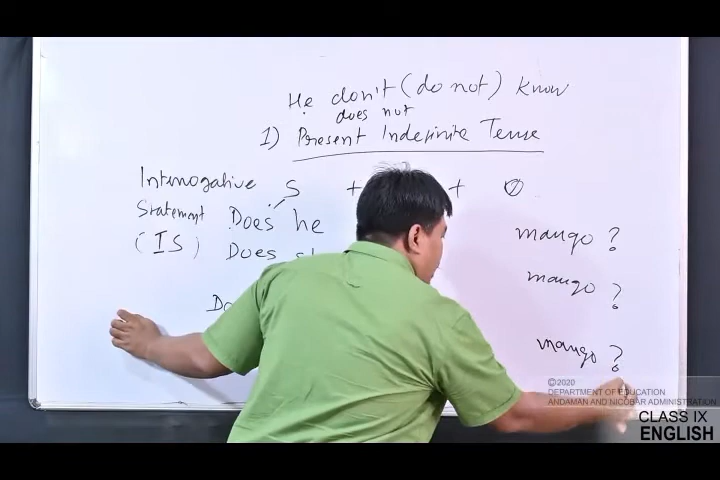 He don't (do not) know
does not
1) Present Indefinite Tense
Interrogative S + + O
Statement Does he mango ?
(IS) Does mango ?
mango ?
©2020
DEPARTMENT OF EDUCATION
ANDAMAN AND NICOBAR ADMINISTRATION
CLASS IX
ENGLISH